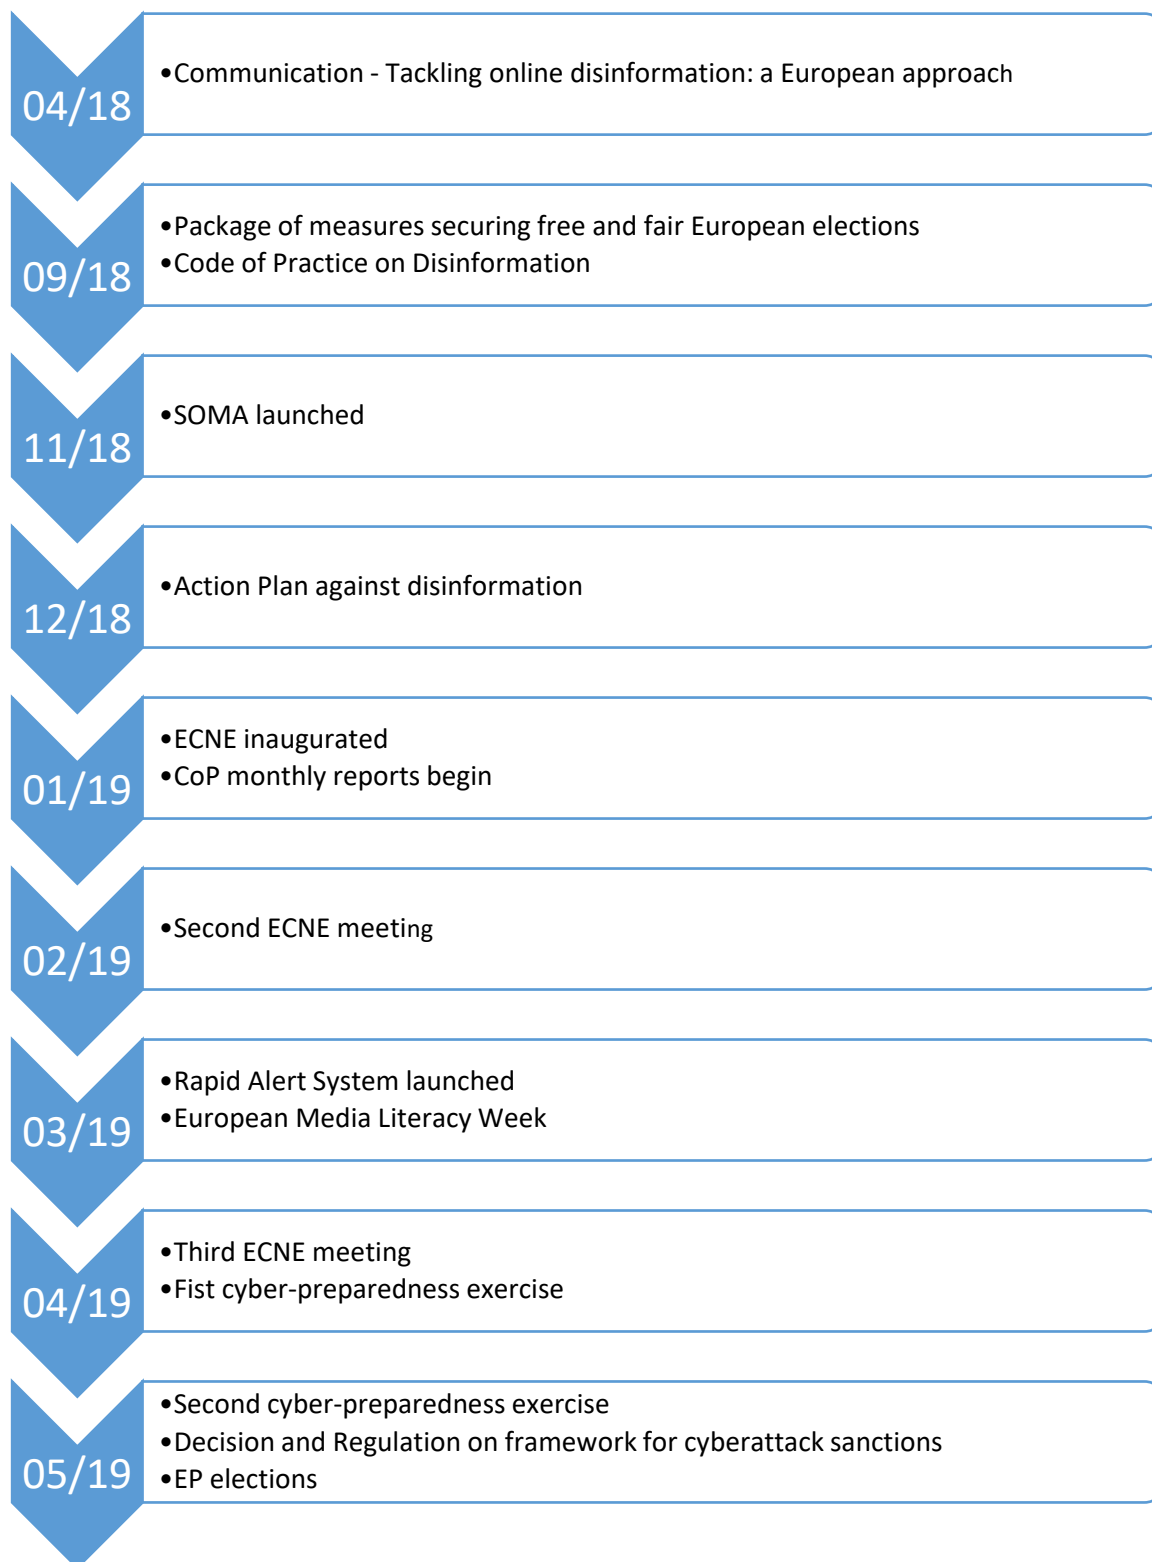 04/18
•Communication - Tackling online disinformation: a European approach
09/18
•Package of measures securing free and fair European elections
•Code of Practice on Disinformation
11/18
•SOMA launched
12/18
•Action Plan against disinformation
01/19
•ECNE inaugurated
•CoP monthly reports begin
02/19
•Second ECNE meeting
03/19
•Rapid Alert System launched
•European Media Literacy Week
04/19
•Third ECNE meeting
•Fist cyber-preparedness exercise
05/19
•Second cyber-preparedness exercise
•Decision and Regulation on framework for cyberattack sanctions
•EP elections